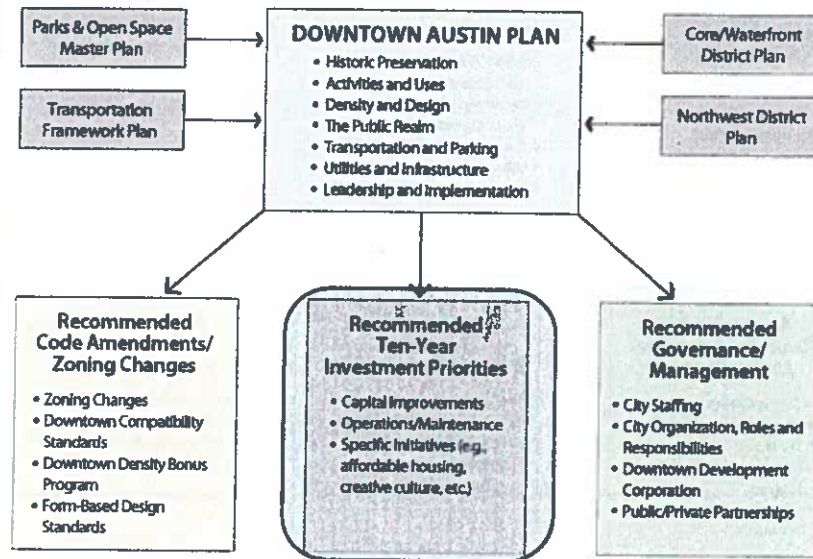 Parks & Open Space
Master Plan
Transportation
Framework Plan
DOWNTOWN AUSTIN PLAN
• Historic Preservation
• Activities and Uses
• Density and Design
• The Public Realm
• Transportation and Parking
• Utilities and Infrastructure
• Leadership and Implementation
Core/Waterfront
District Plan
Northwest District
Plan
Recommended
Code Amendments/
Zoning Changes
• Zoning Changes
• Downtown Compatibility
Standards
• Downtown Density Bonus
Program
• Form-Based Design
Standards
Recommended
Ten-Year
Investment Priorities
• Capital Improvements
• Operations/Maintenance
• Specific Initiatives (e.g.,
affordable housing,
creative culture, etc.)
Recommended
Governance/
Management
• City Staffing
• City Organization, Roles and
Responsibilities
• Downtown Development
Corporation
• Public/Private Partnerships